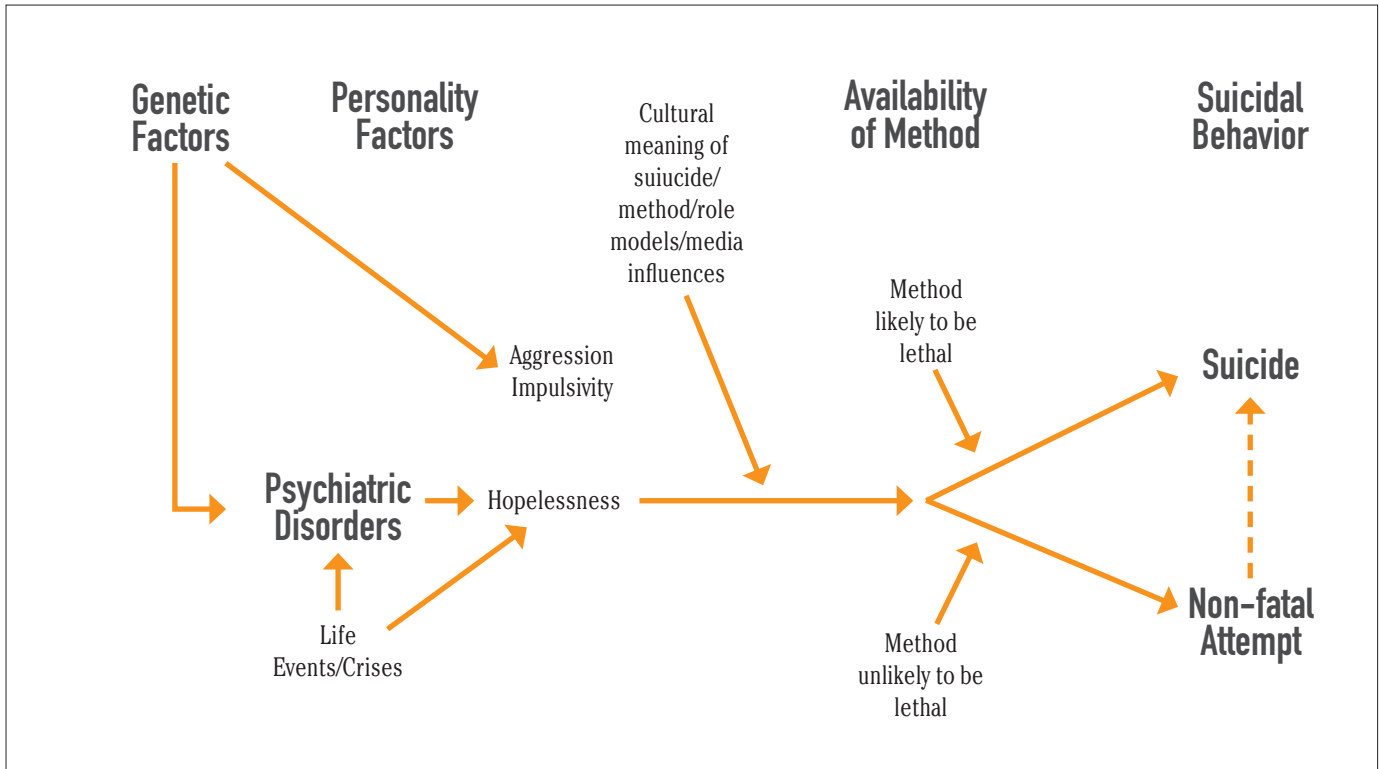 Genetic
Factors
Personality
Factors
Cultural
meaning of
suiucide/
method/role
models/media
influences
Availability
of Method
Suicidal
Behavior
Method
likely to be
lethal
Aggression
Impulsivity
Suicide
Psychiatric
Disorders
Hopelessness
Life
Events/Crises
Method
unlikely to be
lethal
Non-fatal
Attempt